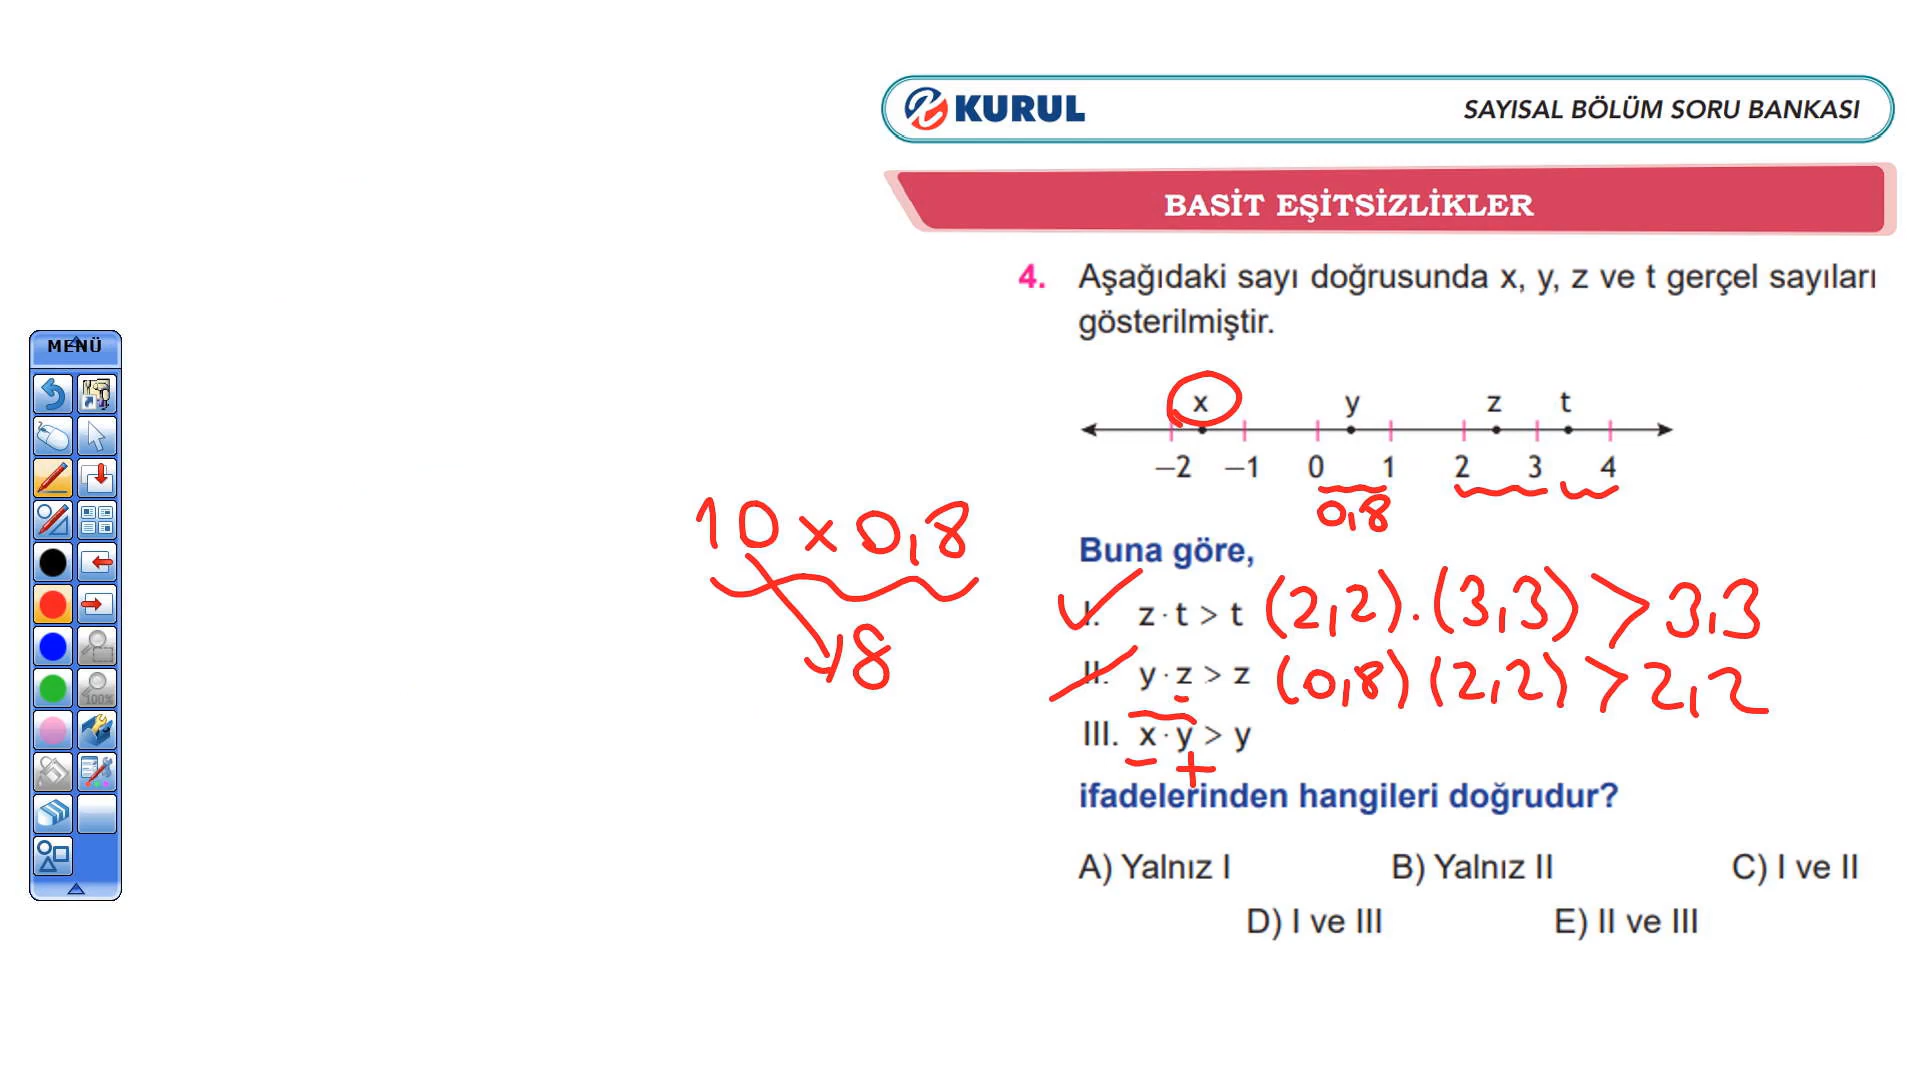 KURUL
SAYISAL BÖLÜM SORU BANKASI
BASİT EŞİTSİZLİKLER
4. Aşağıdaki sayı doğrusunda x, y, z ve t gerçel sayıları
gösterilmiştir.
x y z t
–2 –1 0 1 2 3 4
0,8
10 x 0,8
8
Buna göre,
I. z · t > t (2,2).(3,3) > 3,3
II. y · z > z (0,8)(2,2) > 2,2
III. x · y > y
– +
ifadelerinden hangileri doğrudur?
A) Yalnız I B) Yalnız II C) I ve II
D) I ve III E) II ve III
MENÜ
100%